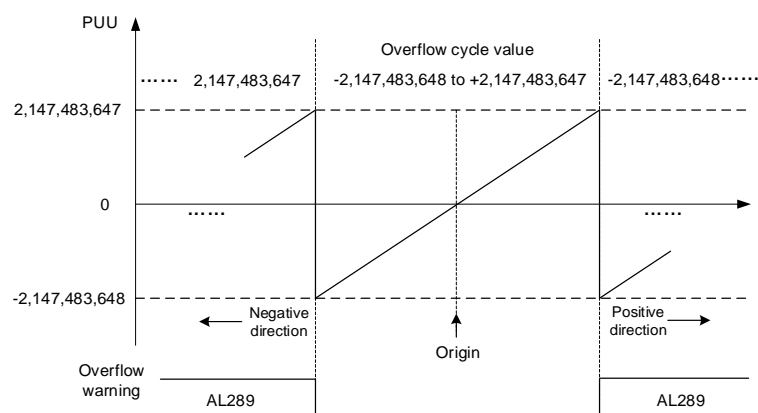 PUU
Overflow cycle value
...... 2,147,483,647 -2,147,483,648 to +2,147,483,647 -2,147,483,648......
2,147,483,647
0
...... ......
-2,147,483,648
Negative
direction
Positive
direction
Origin
Overflow
warning
AL289 AL289